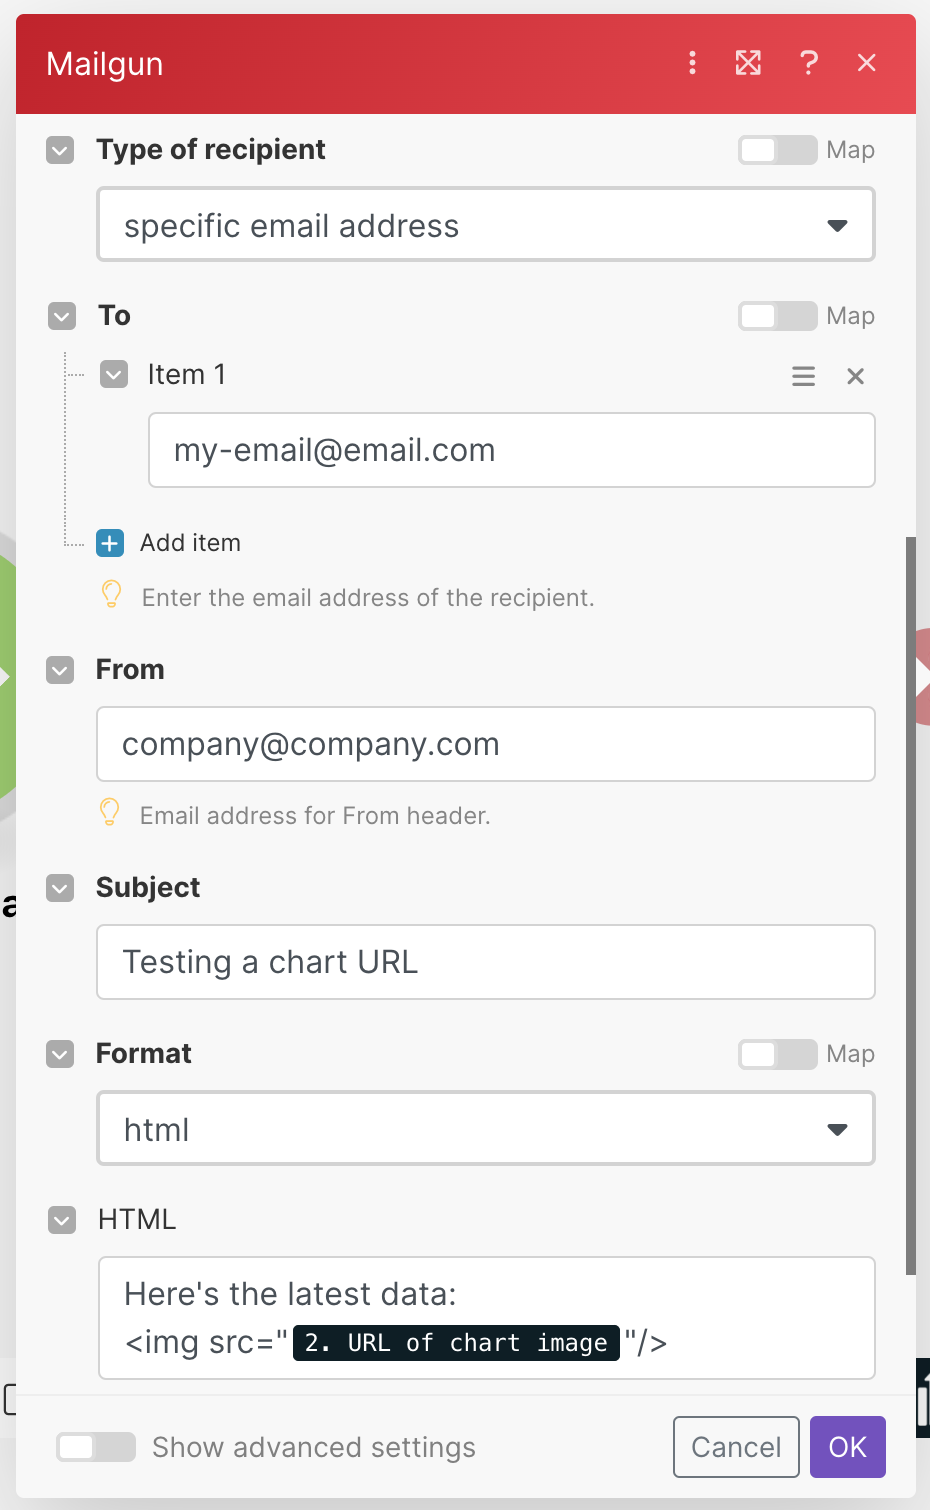 Mailgun
Type of recipient Map
specific email address
To Map
Item 1
my-email@email.com
Add item
Enter the email address of the recipient.
From
company@company.com
Email address for From header.
Subject
Testing a chart URL
Format Map
html
HTML
Here's the latest data:
<img src="2. URL of chart image"/>
Show advanced settings Cancel OK